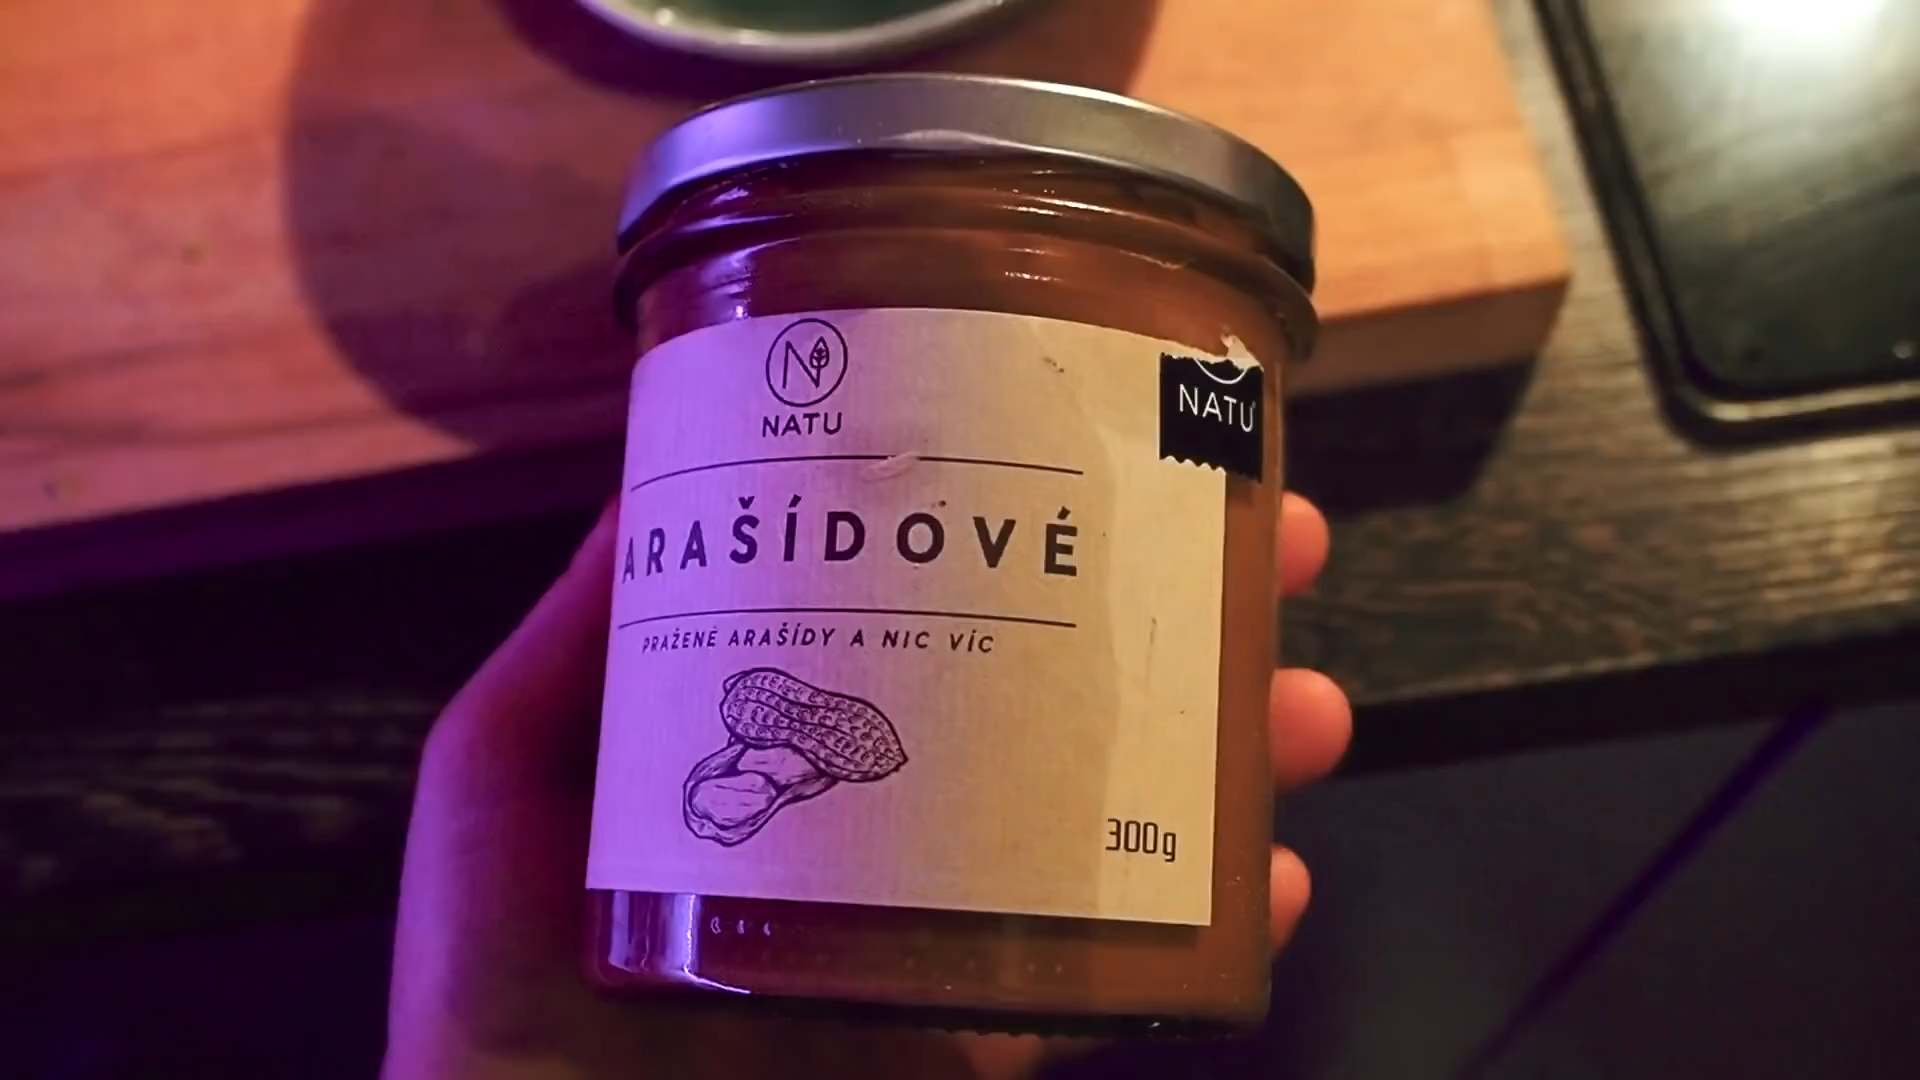 NATU
NATU
ARAŠÍDOVÉ
PRAŽENÉ ARAŠÍDY A NIC VÍC
300g